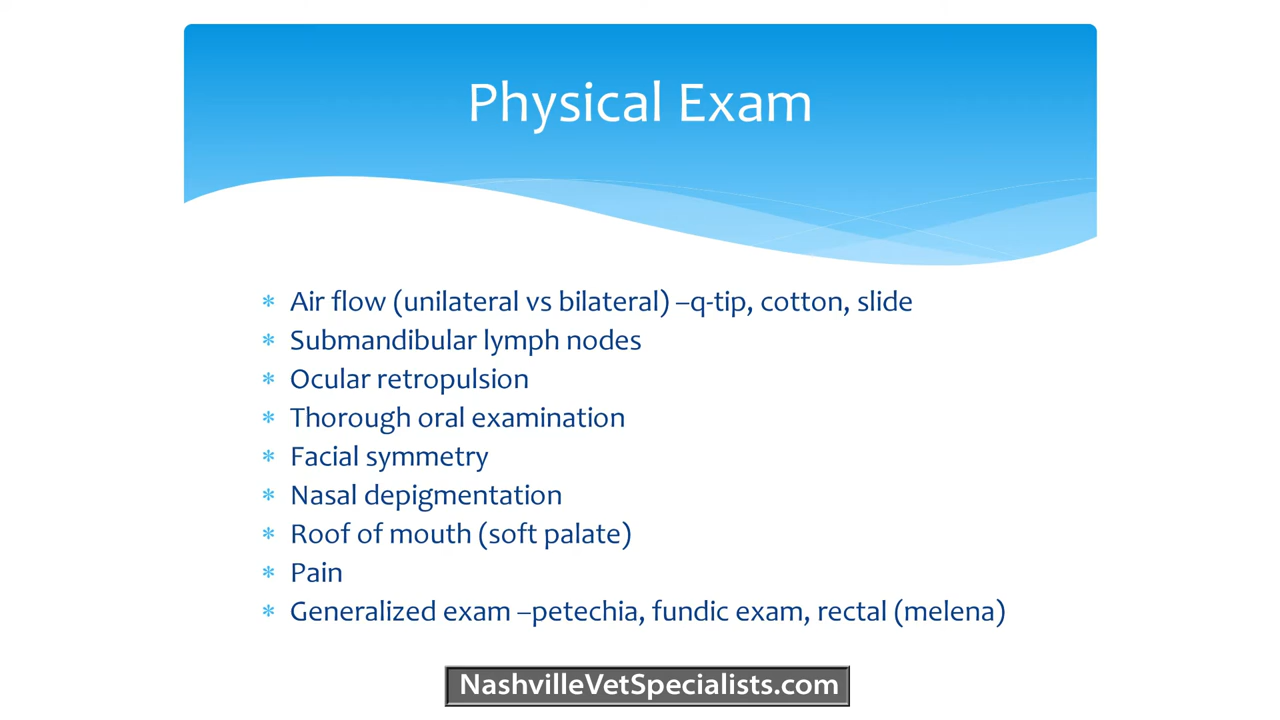 Physical Exam
* Air flow (unilateral vs bilateral) –q-tip, cotton, slide
* Submandibular lymph nodes
* Ocular retropulsion
* Thorough oral examination
* Facial symmetry
* Nasal depigmentation
* Roof of mouth (soft palate)
* Pain
* Generalized exam –petechia, fundic exam, rectal (melena)
NashvilleVetSpecialists.com